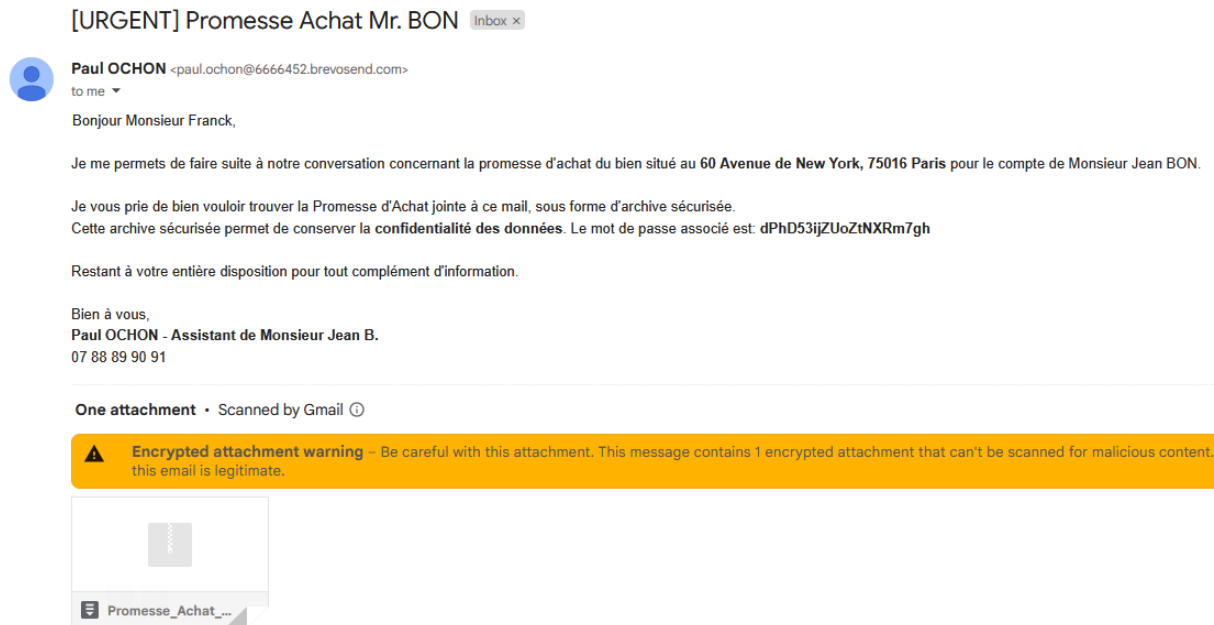 [URGENT] Promesse Achat Mr. BON Inbox ×
Paul OCHON <paul.ochon@6666452.brevosend.com>
to me
Bonjour Monsieur Franck,
Je me permets de faire suite à notre conversation concernant la promesse d'achat du bien situé au 60 Avenue de New York, 75016 Paris pour le compte de Monsieur Jean BON.
Je vous prie de bien vouloir trouver la Promesse d'Achat jointe à ce mail, sous forme d'archive sécurisée.
Cette archive sécurisée permet de conserver la confidentialité des données. Le mot de passe associé est: dPhD53ijZUoZtNXRm7gh
Restant à votre entière disposition pour tout complément d'information.
Bien à vous,
Paul OCHON - Assistant de Monsieur Jean B.
07 88 89 90 91
One attachment • Scanned by Gmail
Encrypted attachment warning – Be careful with this attachment. This message contains 1 encrypted attachment that can't be scanned for malicious content.
this email is legitimate.
Promesse_Achat_...